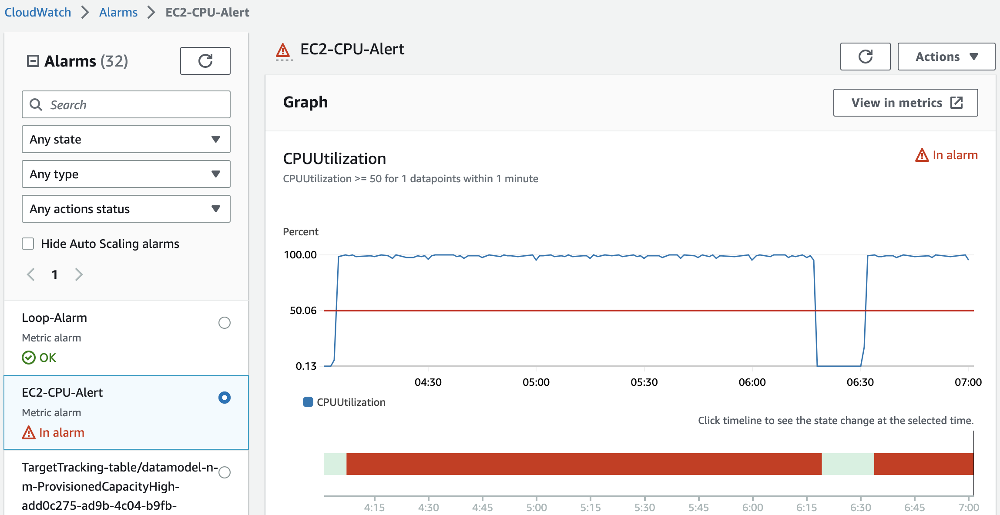 CloudWatch > Alarms > EC2-CPU-Alert
Alarms (32)
Search
Any state
Any type
Any actions status
Hide Auto Scaling alarms
1
Loop-Alarm
Metric alarm
OK
EC2-CPU-Alert
Metric alarm
In alarm
TargetTracking-table/datamodel-n-
m-ProvisionedCapacityHigh-
add0c275-ad9b-4c04-b9fb-
EC2-CPU-Alert
Actions
Graph
View in metrics
CPUUtilization
In alarm
CPUUtilization >= 50 for 1 datapoints within 1 minute
Percent
100.00
50.06
0.13
04:30 05:00 05:30 06:00 06:30 07:00
CPUUtilization
Click timeline to see the state change at the selected time.
4:15 4:30 4:45 5:00 5:15 5:30 5:45 6:00 6:15 6:30 6:45 7:00